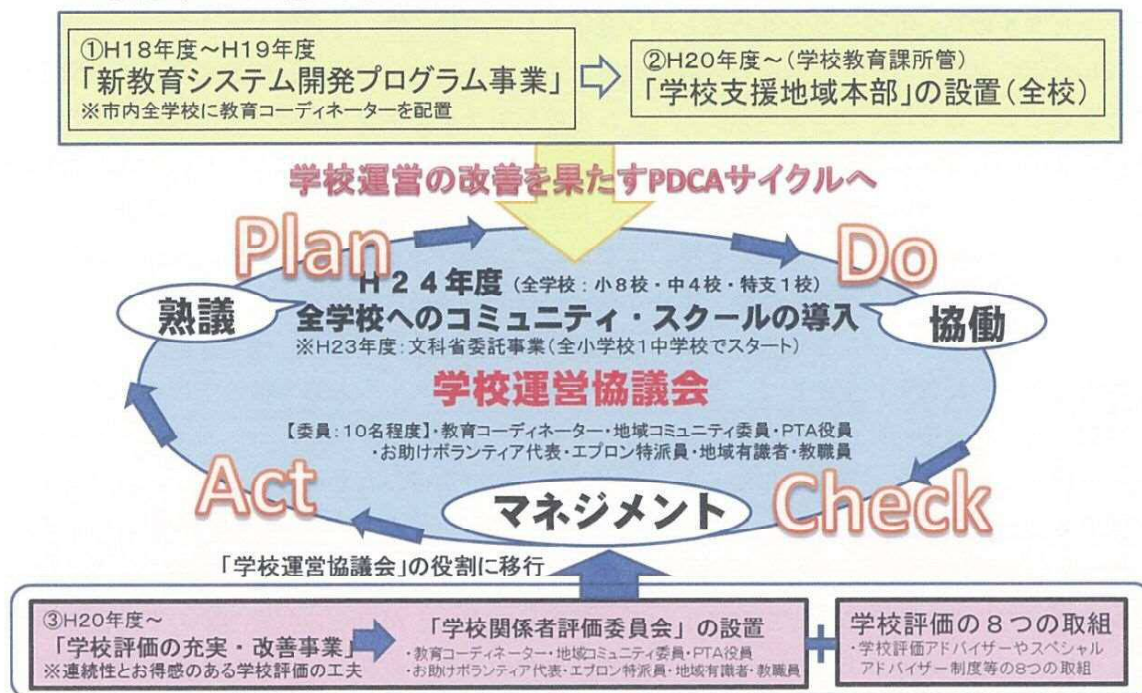 ①H18年度～H19年度
「新教育システム開発プログラム事業」
※市内全学校に教育コーディネーターを配置
②H20年度～(学校教育課所管)
「学校支援地域本部」の設置(全校)
学校運営の改善を果たすPDCAサイクルへ
Plan
Do
熟議
協働
H24年度(全学校：小8校・中4校・特支1校)
全学校へのコミュニティ・スクールの導入
※H23年度：文科省委託事業(全小学校1中学校でスタート)
学校運営協議会
【委員：10名程度】・教育コーディネーター・地域コミュニティ委員・PTA役員
・お助けボランティア代表・エプロン特派員・地域有識者・教職員
Act
マネジメント
Check
「学校運営協議会」の役割に移行
③H20年度～
「学校評価の充実・改善事業」
※連続性とお得感のある学校評価の工夫
「学校関係者評価委員会」の設置
・教育コーディネーター・地域コミュニティ委員・PTA役員
・お助けボランティア代表・エプロン特派員・地域有識者・教職員
学校評価の8つの取組
・学校評価アドバイザーやスペシャル
アドバイザー制度等の8つの取組